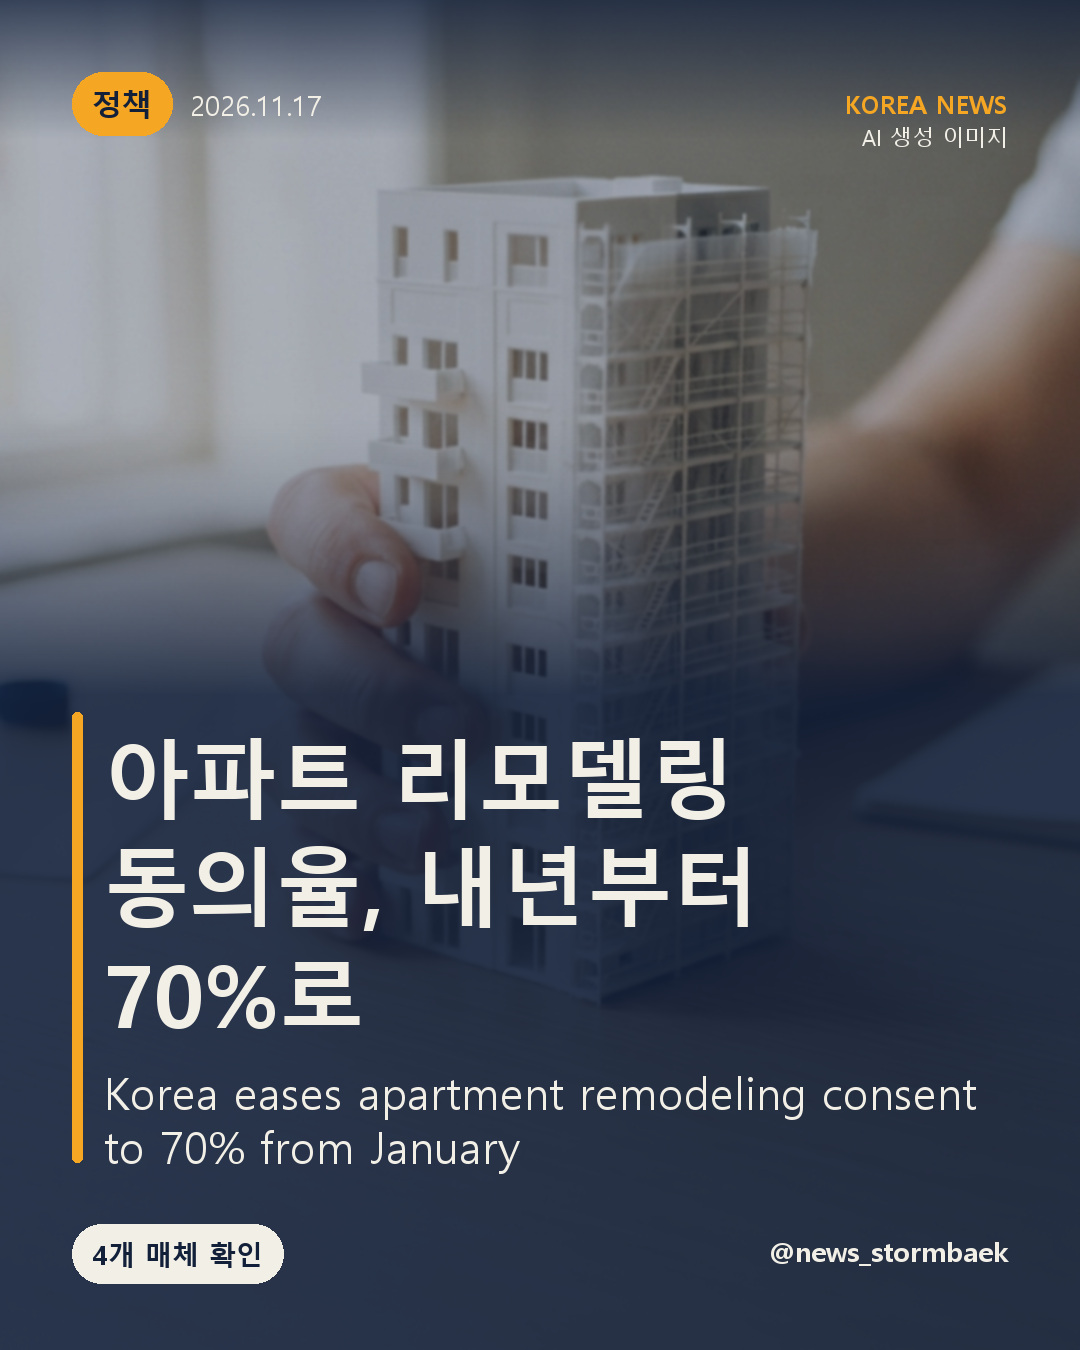 정책 2026.11.17
KOREA NEWS
AI 생성 이미지
아파트 리모델링
동의율, 내년부터
70%로
Korea eases apartment remodeling consent
to 70% from January
4개 매체 확인
@news_stormbaek